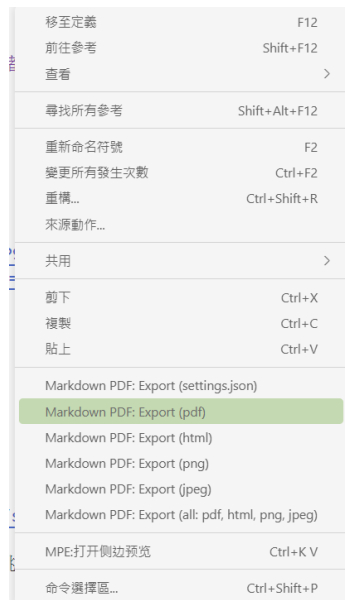 移至定義 F12
前往參考 Shift+F12
查看 >
尋找所有參考 Shift+Alt+F12
重新命名符號 F2
變更所有發生次數 Ctrl+F2
重構... Ctrl+Shift+R
來源動作...
共用 >
剪下 Ctrl+X
複製 Ctrl+C
貼上 Ctrl+V
Markdown PDF: Export (settings.json)
Markdown PDF: Export (pdf)
Markdown PDF: Export (html)
Markdown PDF: Export (png)
Markdown PDF: Export (jpeg)
Markdown PDF: Export (all: pdf, html, png, jpeg)
MPE:打开侧边预览 Ctrl+K V
命令選擇區... Ctrl+Shift+P